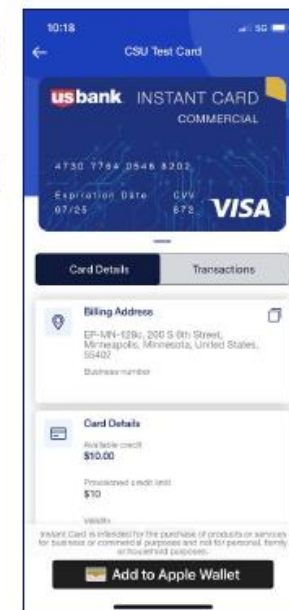 10:18
5G
CSU Test Card
usbank INSTANT CARD
COMMERCIAL
4730 7764 0546 8202
Expiration Date CVV
07/25 672
VISA
Card Details Transactions
Billing Address
EP-MN-129c, 200 S 6th Street,
Minneapolis, Minnesota, United States,
55402
Business number
Card Details
Available credit
$10.00
Provisioned credit limit
$10
Validity
Instant Card is intended for the purchase of products or services
for business or commercial purposes and not for personal, family
or household purposes.
Add to Apple Wallet